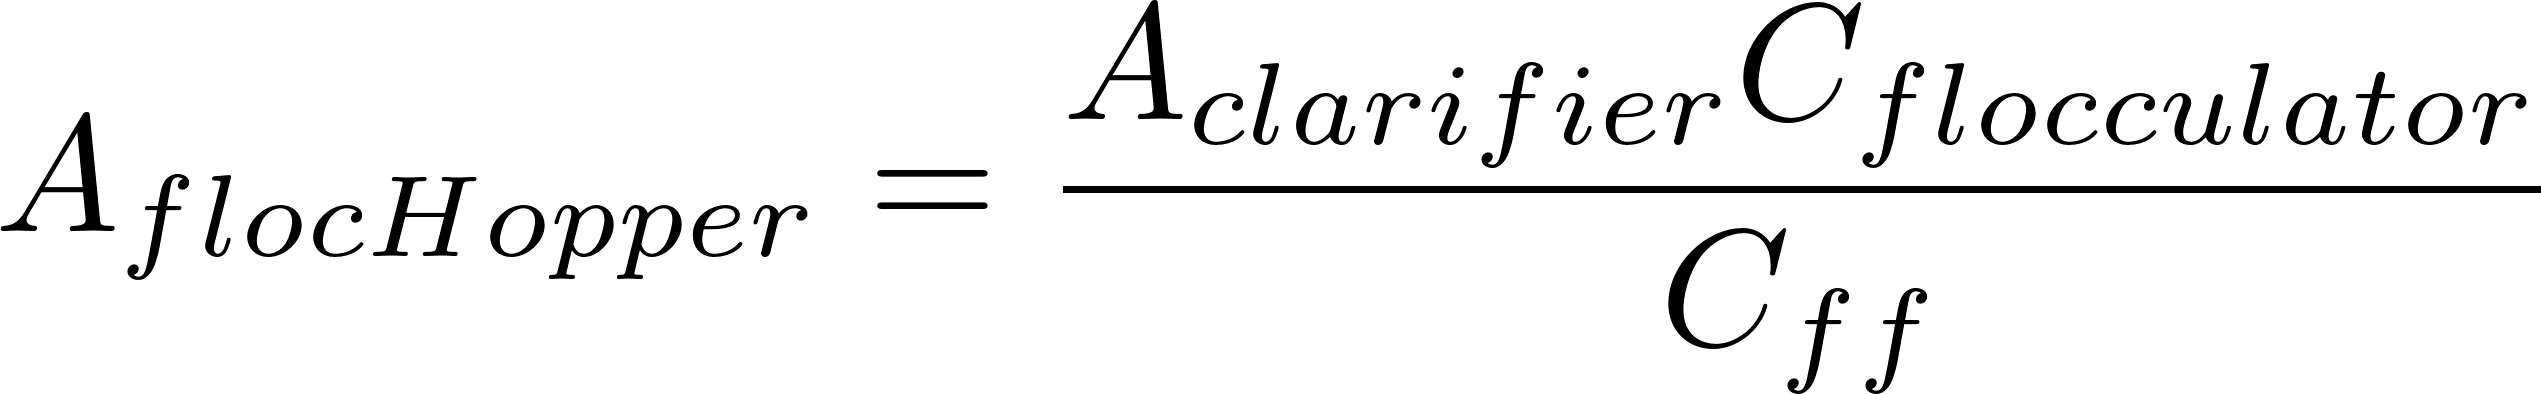 A_{flocHopper} = \frac{A_{clarifier} C_{flocculator}}{C_{ff}}